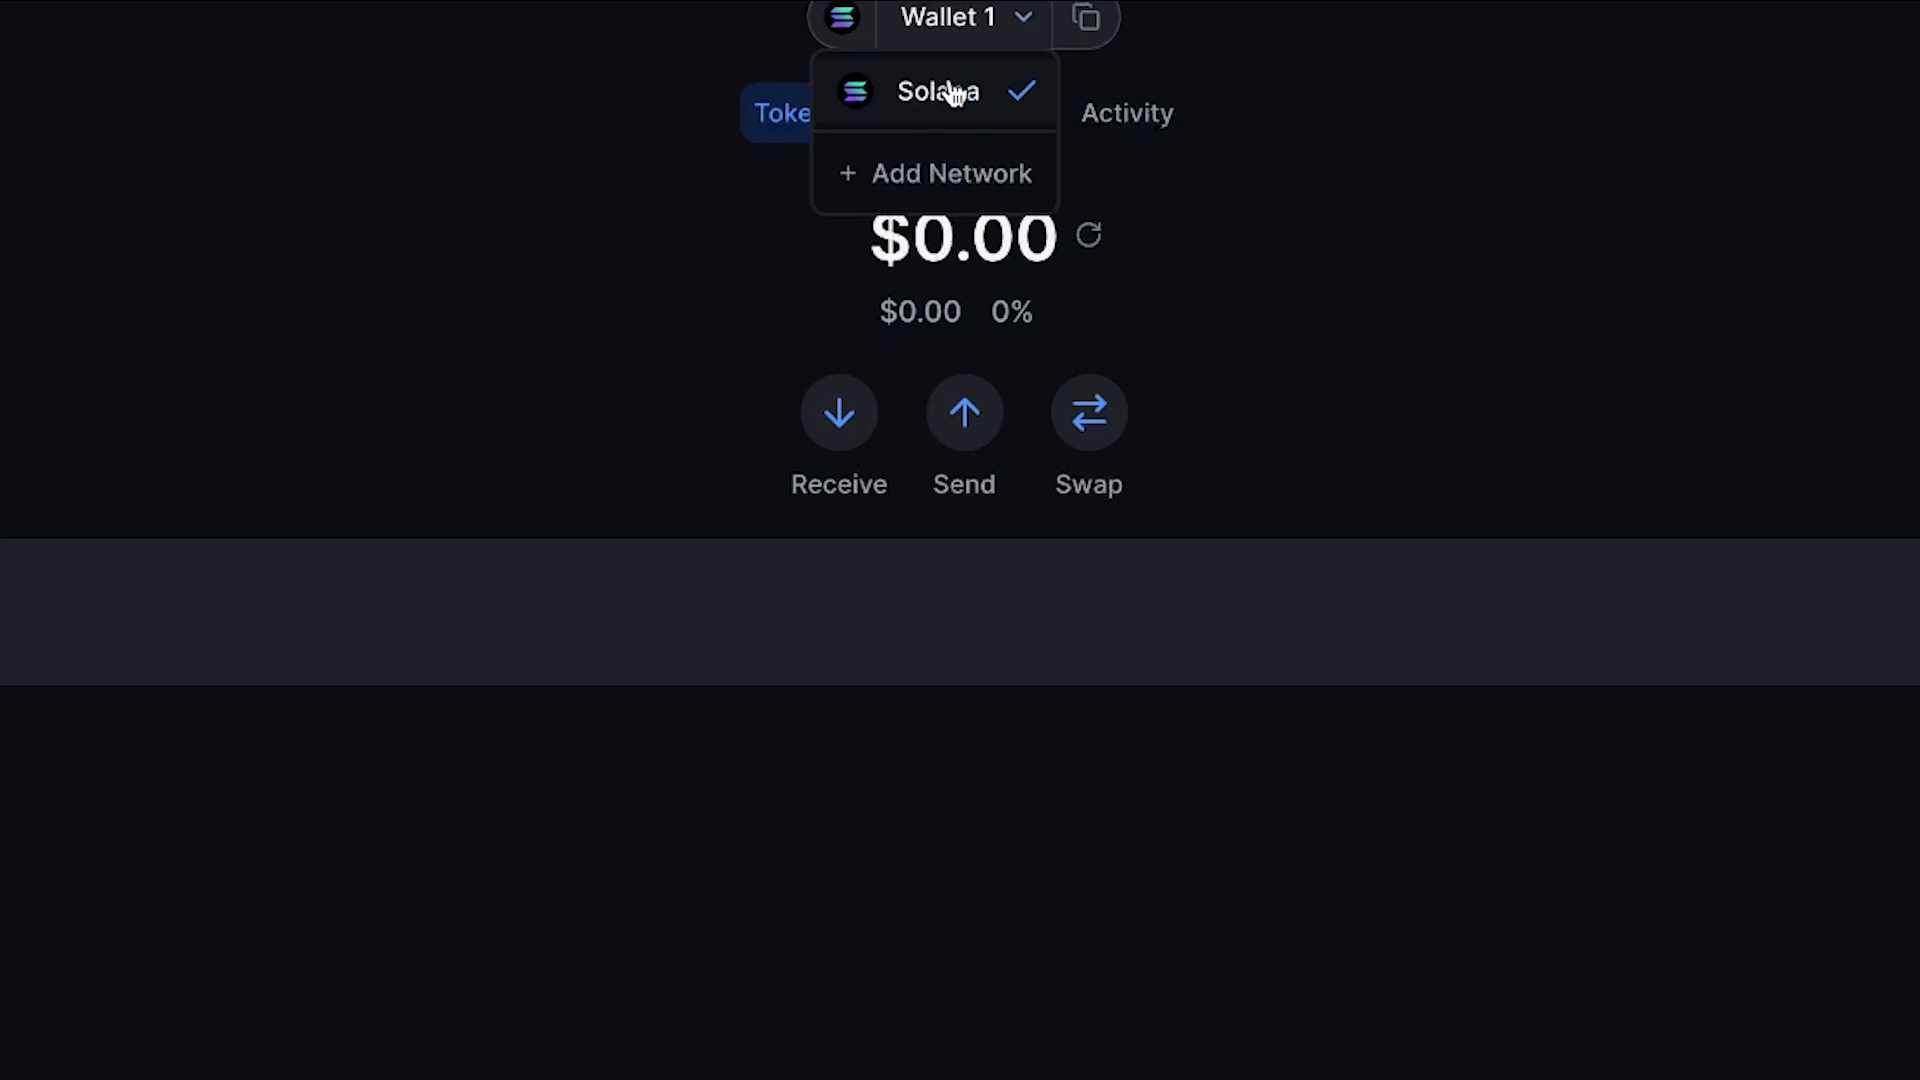 Wallet 1
Solana
Toke
Activity
+ Add Network
$0.00
$0.00 0%
Receive Send Swap